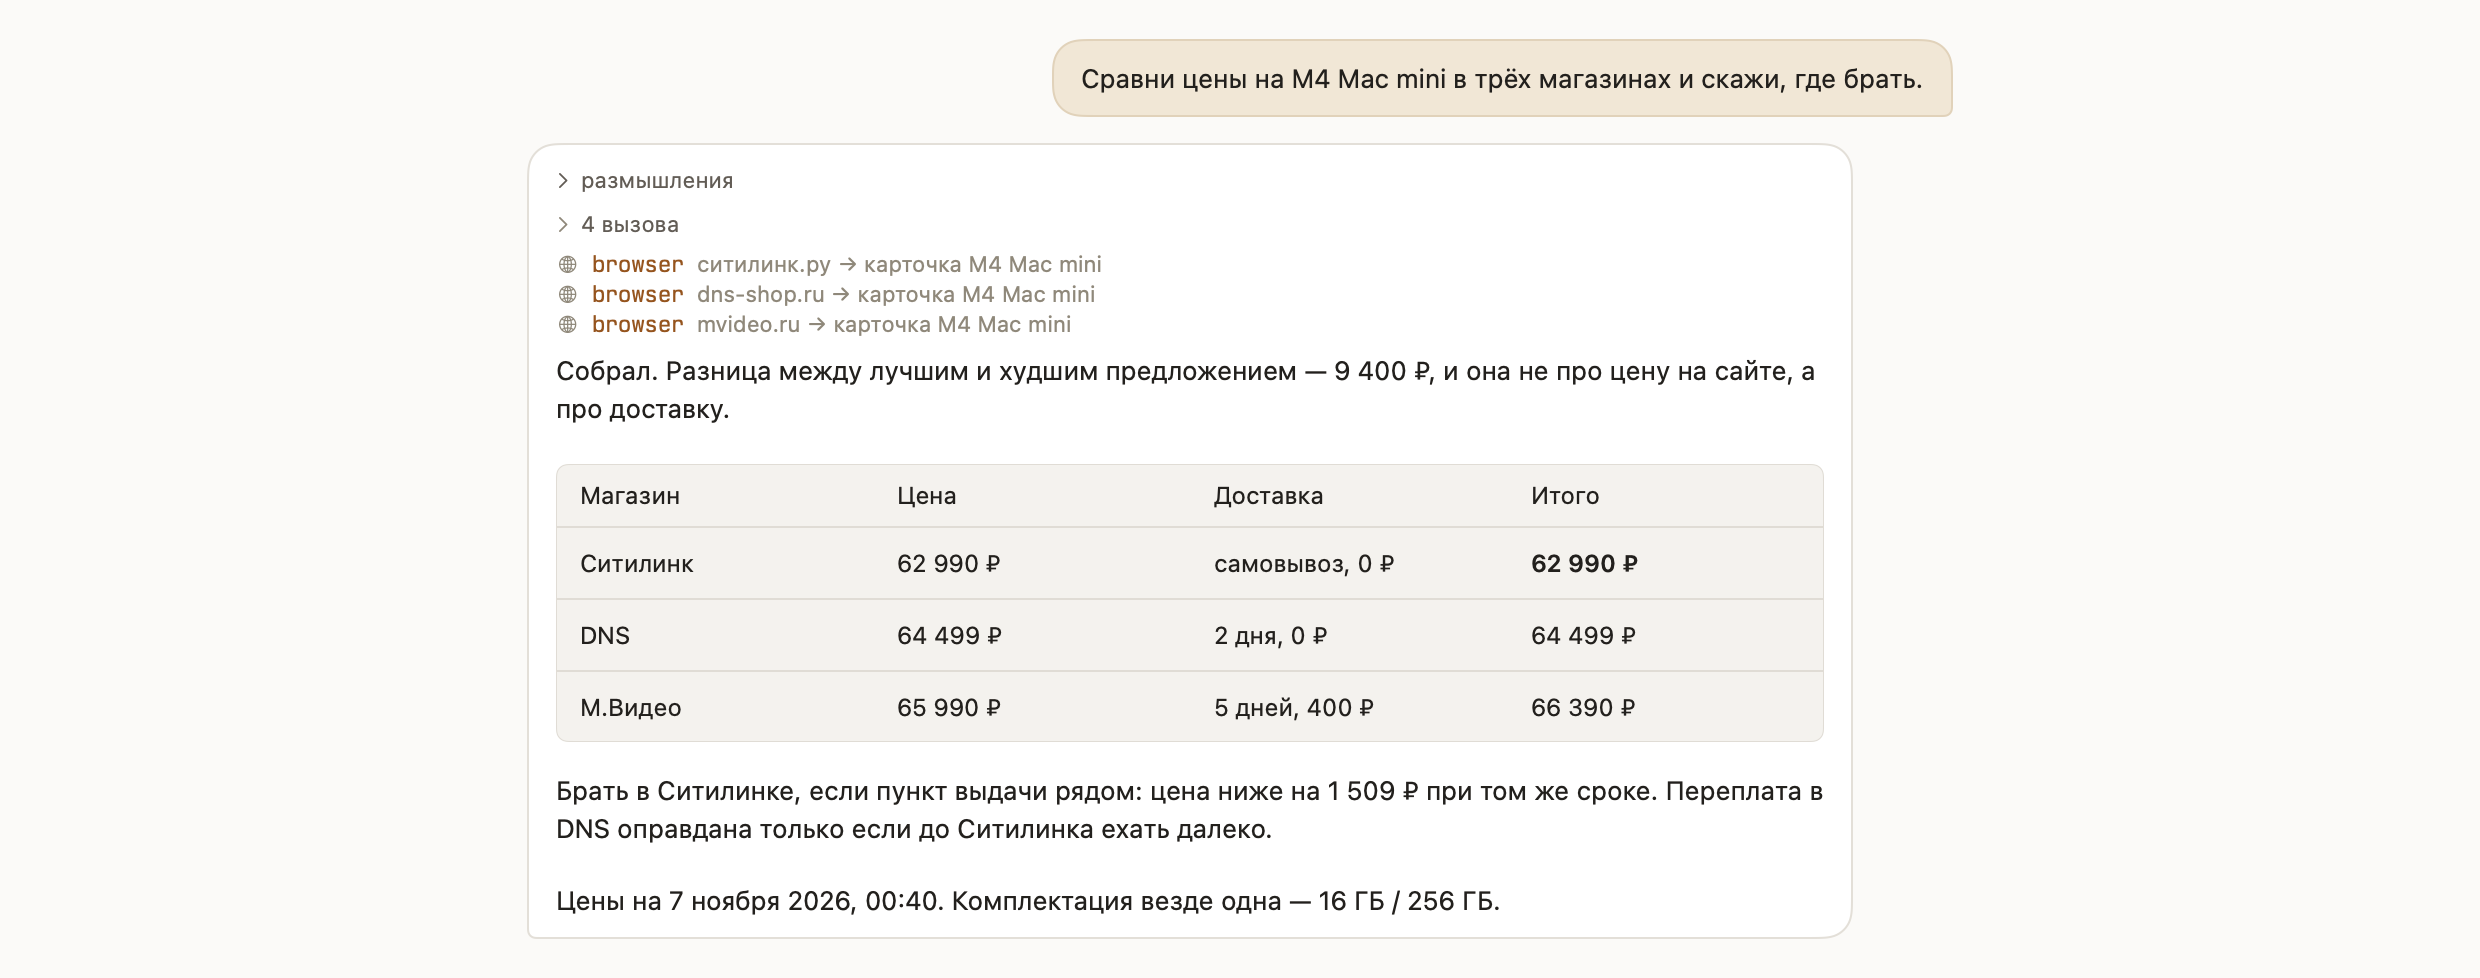 Сравни цены на M4 Mac mini в трёх магазинах и скажи, где брать.
размышления
4 вызова
browser ситилинк.ру → карточка M4 Mac mini
browser dns-shop.ru → карточка M4 Mac mini
browser mvideo.ru → карточка M4 Mac mini
Собрал. Разница между лучшим и худшим предложением — 9 400 ₽, и она не про цену на сайте, а
про доставку.
Магазин Цена Доставка Итого
Ситилинк 62 990 ₽ самовывоз, 0 ₽ 62 990 ₽
DNS 64 499 ₽ 2 дня, 0 ₽ 64 499 ₽
М.Видео 65 990 ₽ 5 дней, 400 ₽ 66 390 ₽
Брать в Ситилинке, если пункт выдачи рядом: цена ниже на 1 509 ₽ при том же сроке. Переплата в
DNS оправдана только если до Ситилинка ехать далеко.
Цены на 7 ноября 2026, 00:40. Комплектация везде одна — 16 ГБ / 256 ГБ.